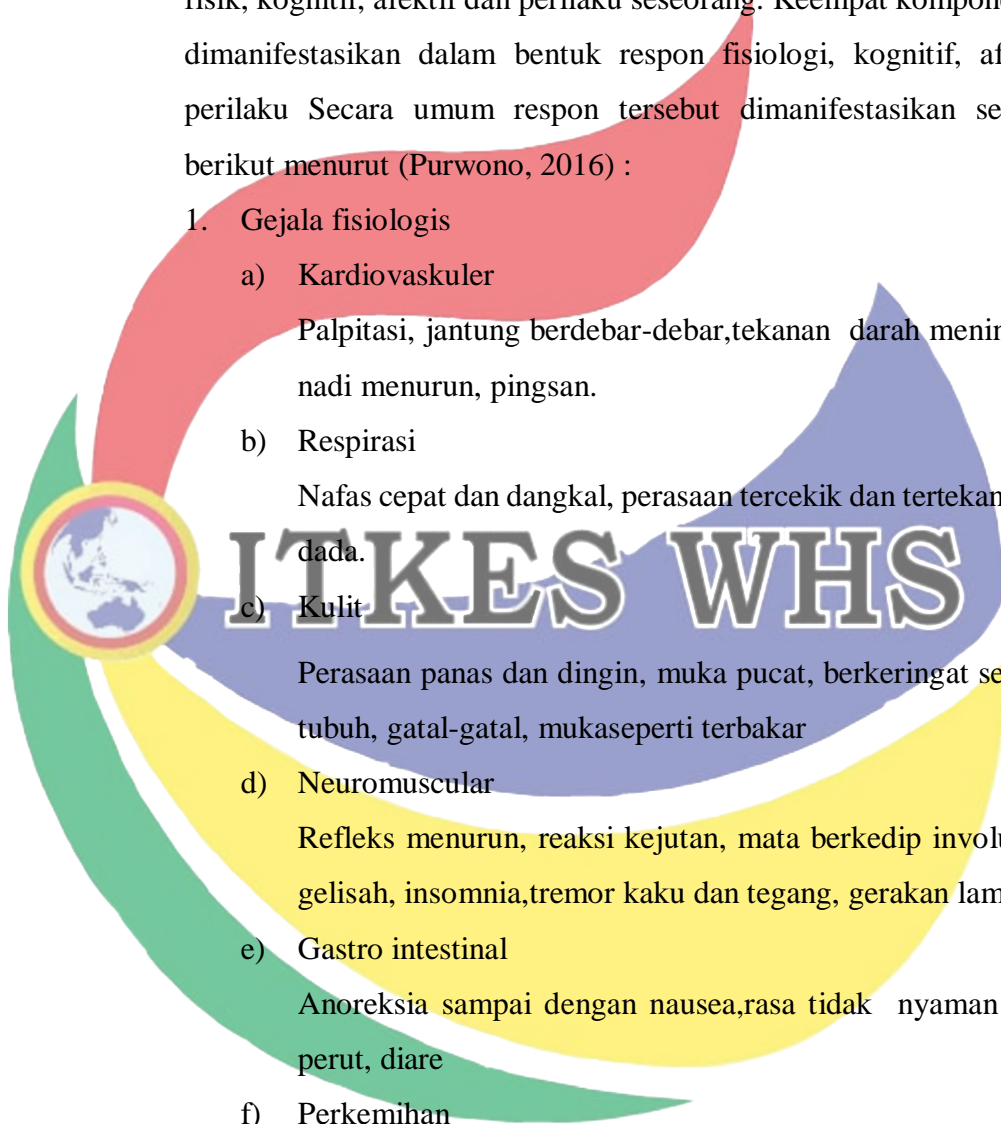 fisik, kognitif, afektif dan perilaku seseorang. Keempat kompone
dimanifestasikan dalam bentuk respon fisiologi, kognitif, af
perilaku Secara umum respon tersebut dimanifestasikan se
berikut menurut (Purwono, 2016) :
1. Gejala fisiologis
a) Kardiovaskuler
Palpitasi, jantung berdebar-debar,tekanan darah menin
nadi menurun, pingsan.
b) Respirasi
Nafas cepat dan dangkal, perasaan tercekik dan tertekan
dada.
ITKES WHS
c) Kulit
Perasaan panas dan dingin, muka pucat, berkeringat se
tubuh, gatal-gatal, mukaseperti terbakar
d) Neuromuscular
Refleks menurun, reaksi kejutan, mata berkedip involu
gelisah, insomnia,tremor kaku dan tegang, gerakan lam
e) Gastro intestinal
Anoreksia sampai dengan nausea,rasa tidak nyaman
perut, diare
f) Perkemihan